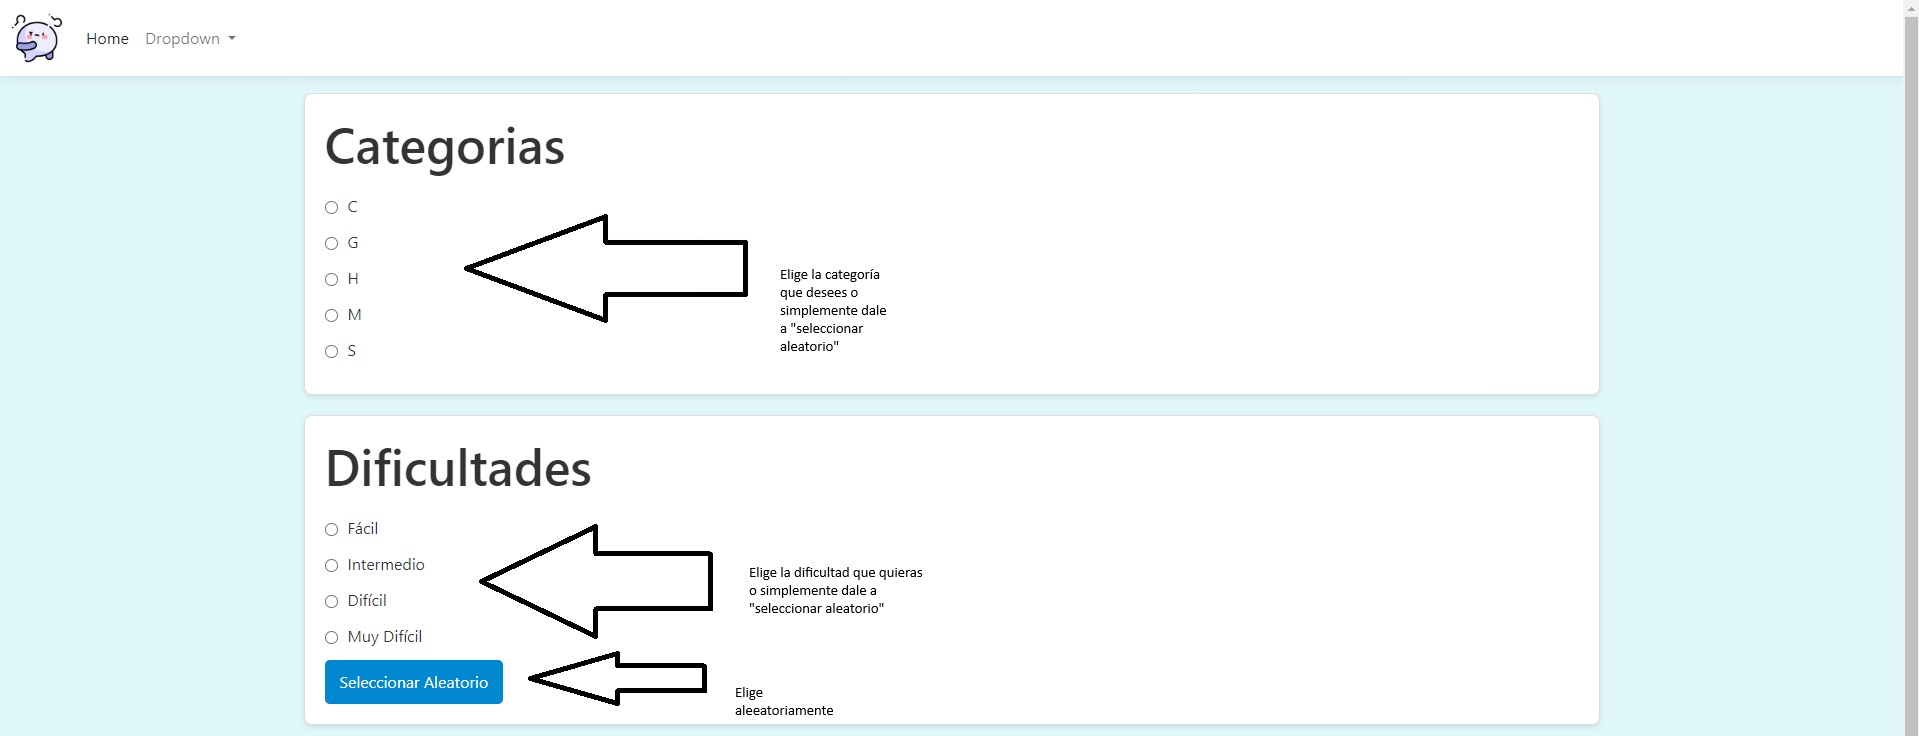 Home Dropdown
Categorias
C
G
H
M
S
Elige la categoría
que desees o
simplemente dale
a "seleccionar
aleatorio"
Dificultades
Fácil
Intermedio
Difícil
Muy Difícil
Elige la dificultad que quieras
o simplemente dale a
"seleccionar aleatorio"
Seleccionar Aleatorio
Elige
aleeatoriamente